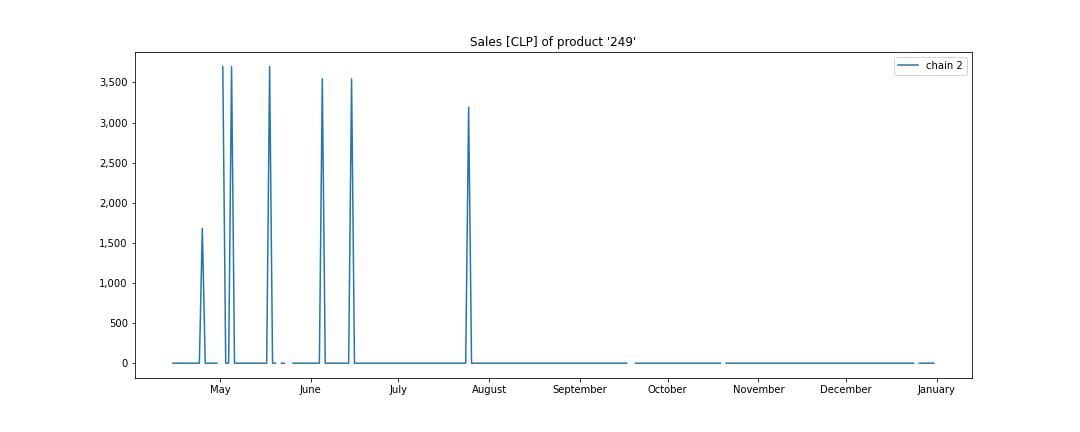 Sales [CLP] of product '249'
chain 2
3,500
3,000
2,500
2,000
1,500
1,000
500
0
May June July August September October November December January